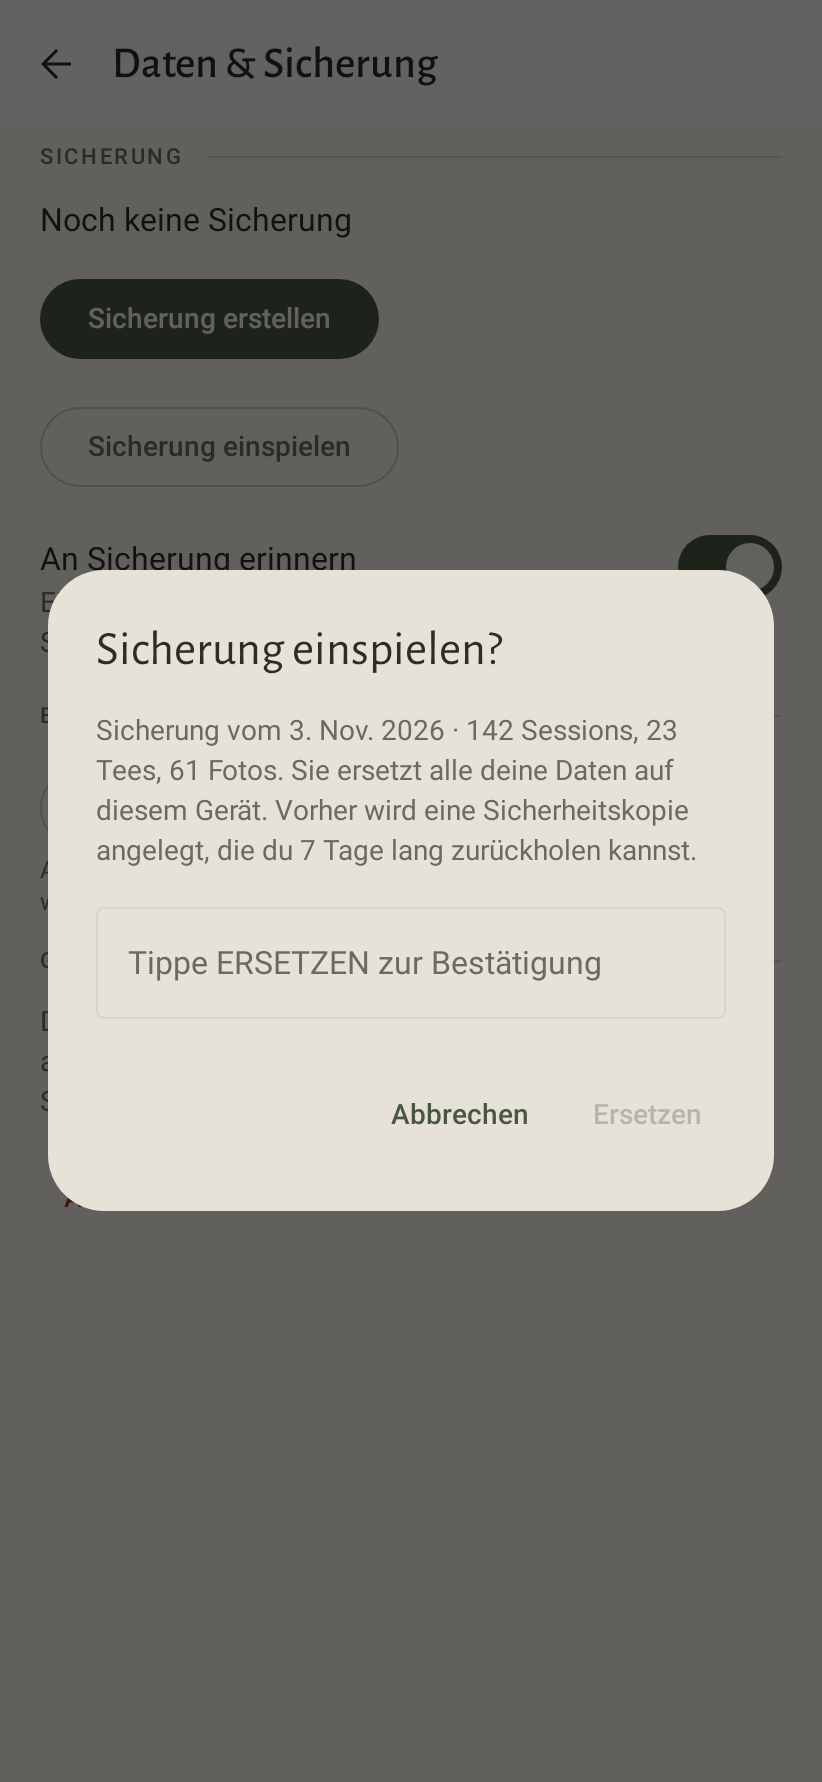 Daten & Sicherung
SICHERUNG
Noch keine Sicherung
Sicherung erstellen
Sicherung einspielen
An Sicherung erinnern
Sicherung einspielen?
Sicherung vom 3. Nov. 2026 · 142 Sessions, 23
Tees, 61 Fotos. Sie ersetzt alle deine Daten auf
diesem Gerät. Vorher wird eine Sicherheitskopie
angelegt, die du 7 Tage lang zurückholen kannst.
Tippe ERSETZEN zur Bestätigung
Abbrechen
Ersetzen